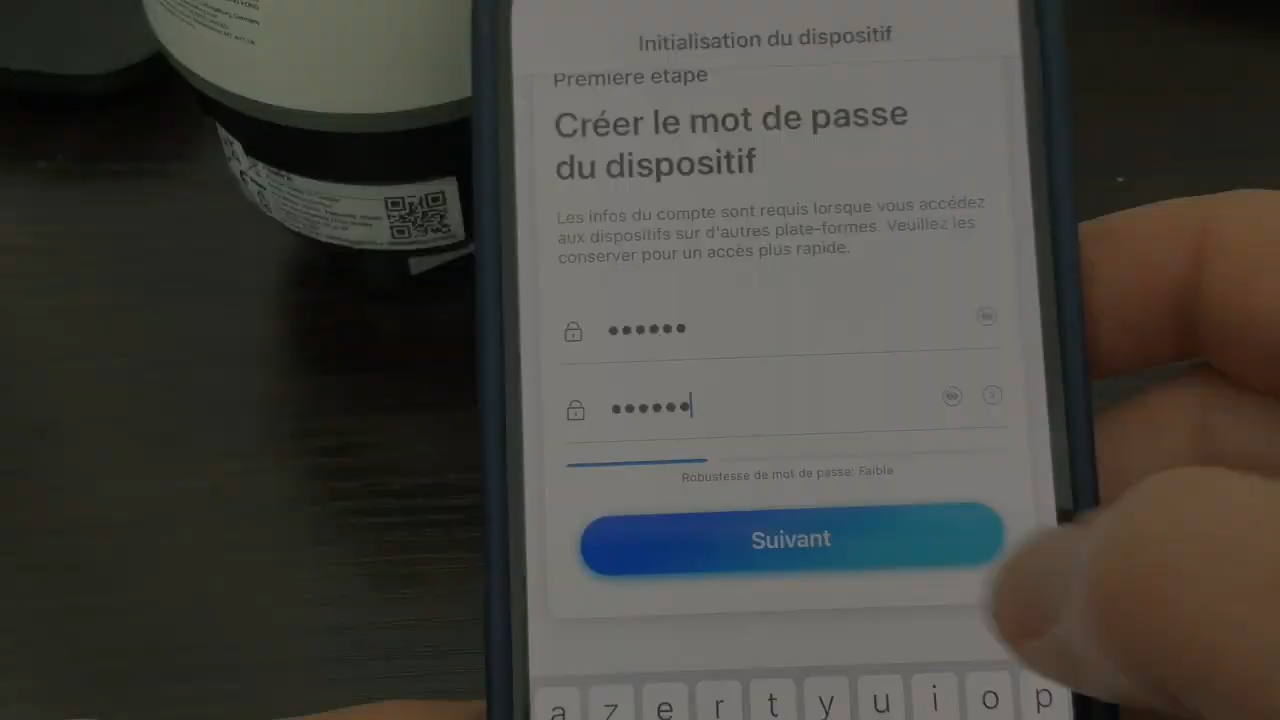 Initialisation du dispositif
Première etape
Créer le mot de passe
du dispositif
Les infos du compte sont requis lorsque vous accédez
aux dispositifs sur d'autres plate-formes. Veuillez les
conserver pour un accès plus rapide.
Robustesse de mot de passe: Faible
Suivant
a z e r t y u i o p